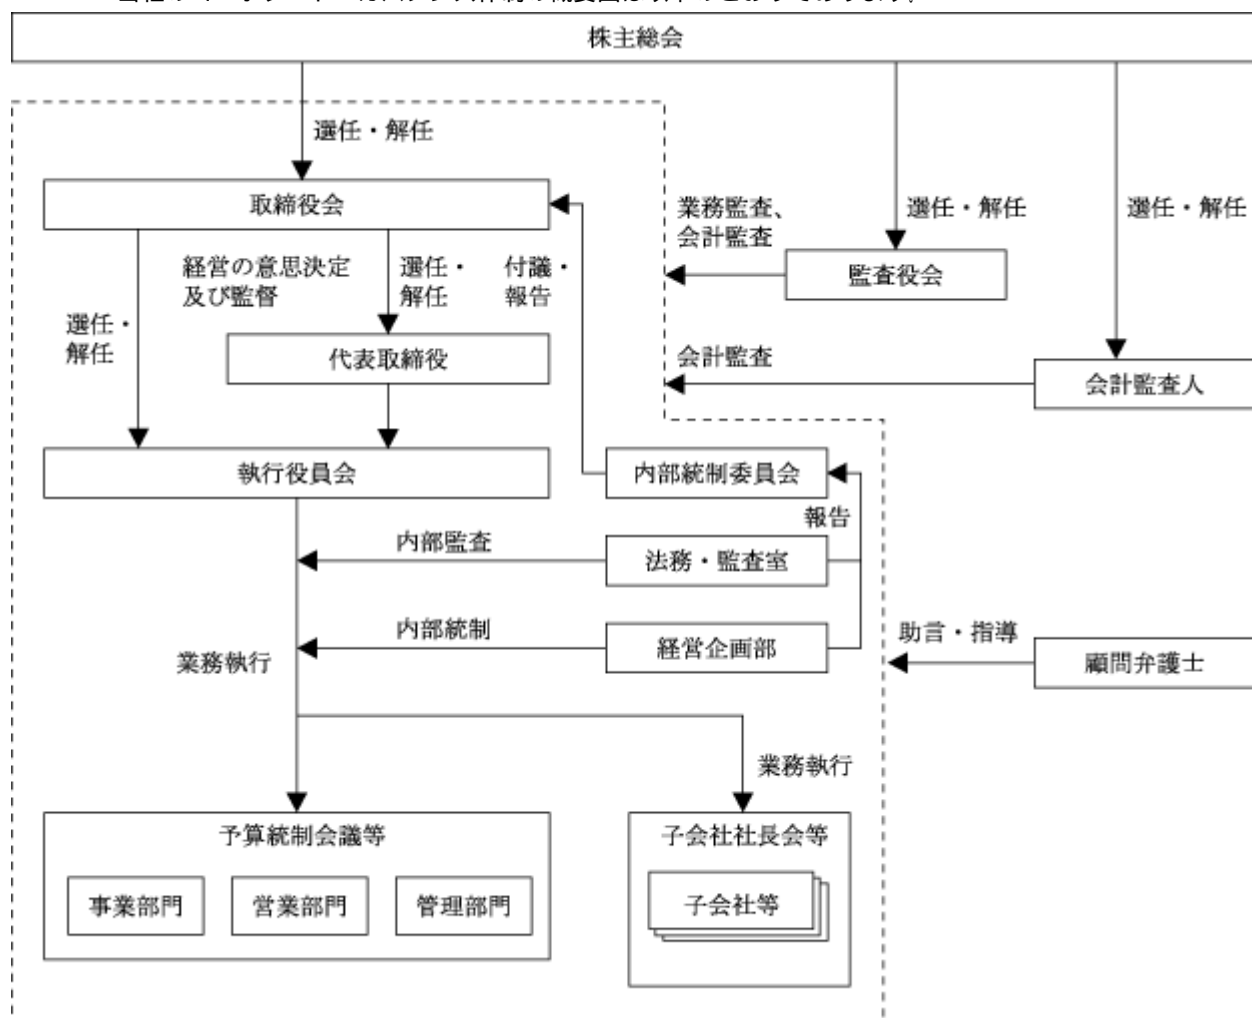 株主総会
選任・解任
取締役会
業務監査、
会計監査
選任・解任
選任・解任
経営の意思決定
及び監督
選任・
解任
付議・
報告
監査役会
選任・
解任
代表取締役
会計監査
会計監査人
執行役員会
内部統制委員会
報告
内部監査
法務・監査室
内部統制
経営企画部
助言・指導
顧問弁護士
業務執行
業務執行
予算統制会議等
子会社社長会等
事業部門
営業部門
管理部門
子会社等